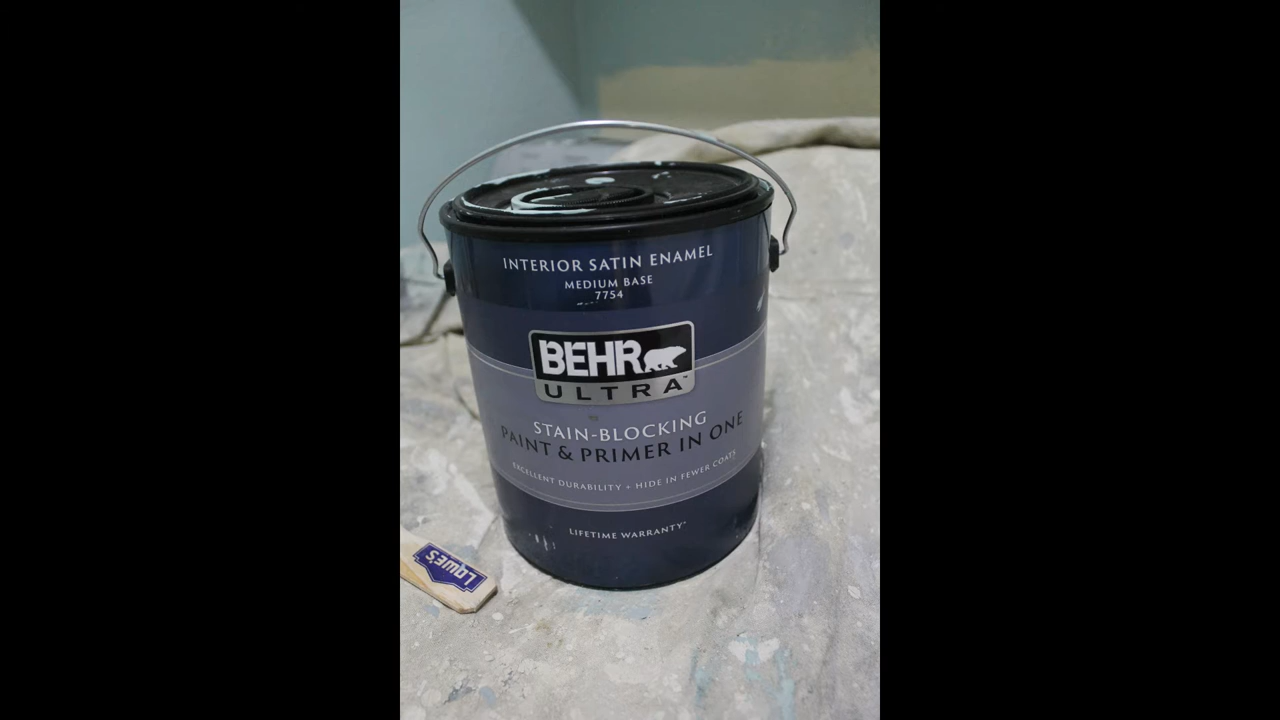 INTERIOR SATIN ENAMEL
MEDIUM BASE
7754
BEHR
ULTRA™
STAIN-BLOCKING
PAINT & PRIMER IN ONE
EXCELLENT DURABILITY • HIDE IN FEWER COATS
LIFETIME WARRANTY*
LOWE'S